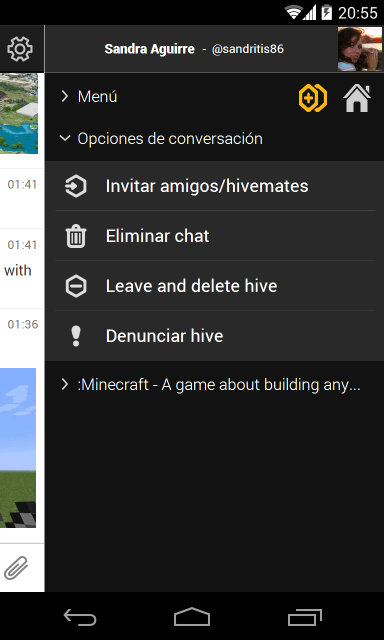 20:55
Sandra Aguirre - @sandritis86
Menú
Opciones de conversación
01:41
Invitar amigos/hivemates
01:41
Eliminar chat
with
Leave and delete hive
01:36
Denunciar hive
:Minecraft - A game about building any...